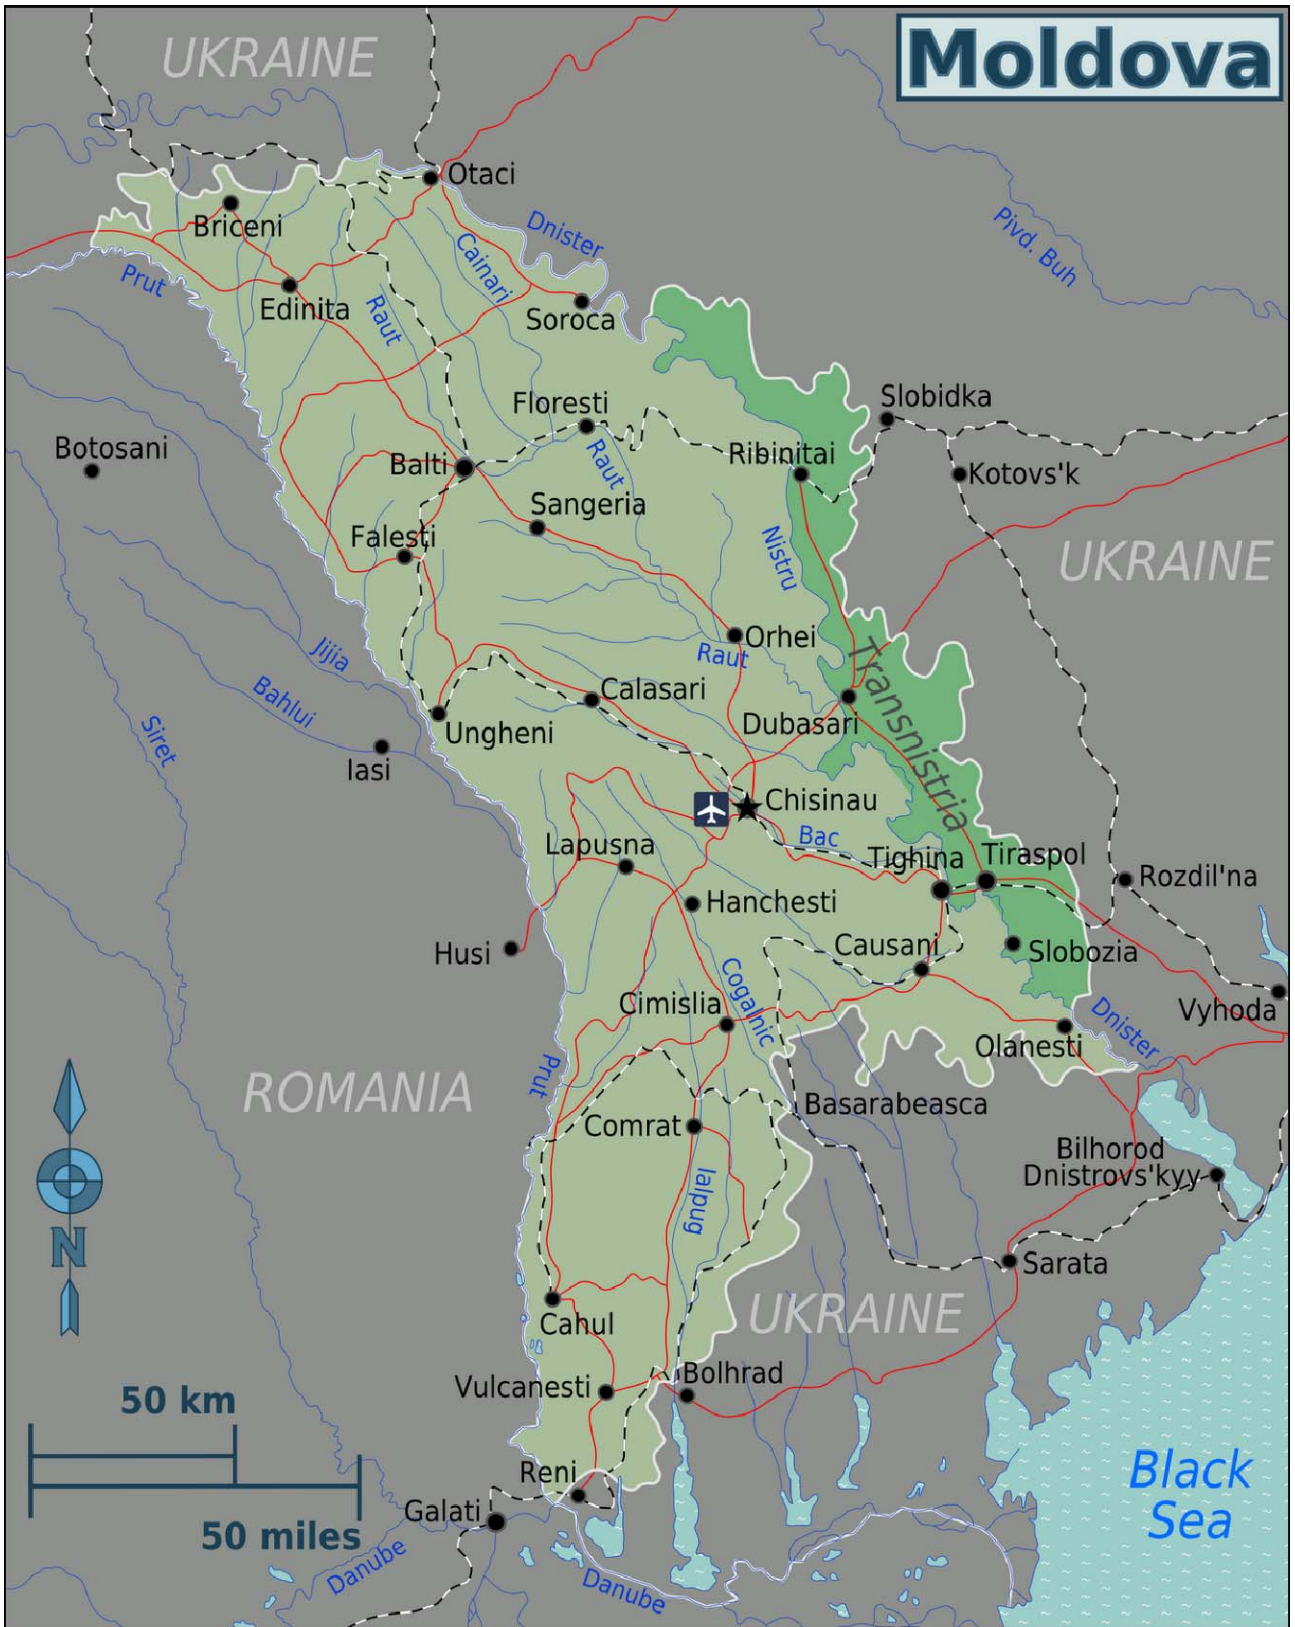 Moldova
UKRAINE
Otaci
Briceni
Dnister
Pivd. Buh
Cainari
Prut
Edinita
Raut
Soroca
Slobidka
Floresti
Botosani
Balti
Raut
Ribinitai
Kotovs'k
Sangeria
Falesti
Nistru
UKRAINE
Orhei
Raut
Jijia
Transnistria
Bahlui
Calasari
Siret
Ungheni
Dubasari
Iasi
Chisinau
Bac
Lapusna
Tighina
Tiraspol
Rozdil'na
Hanchesti
Husi
Causani
Slobozia
Cogalnic
Cimislia
Vyhoda
Dnister
Olanesti
ROMANIA
Prut
Basarabeasca
Comrat
Bilhorod
Dnistrovs'kyy
Ialpug
N
Sarata
Cahul
UKRAINE
Vulcanesti
Bolhrad
50 km
Reni
Black
Sea
Galati
50 miles
Danube
Danube